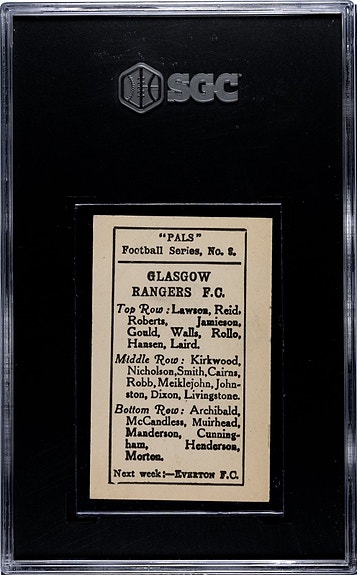 SGC
"PALS"
Football Series, No. 8.
GLASGOW
RANGERS F.C.
Top Row: Lawson, Reid,
Roberts, Jamieson,
Gould, Walls, Rollo,
Hansen, Laird.
Middle Row: Kirkwood,
Nicholson, Smith, Cairns,
Robb, Meiklejohn, John-
ston, Dixon, Livingstone.
Bottom Row: Archibald,
McCandless, Muirhead,
Manderson, Cunning-
ham, Henderson,
Morton.
Next week:—EVERTON F.C.